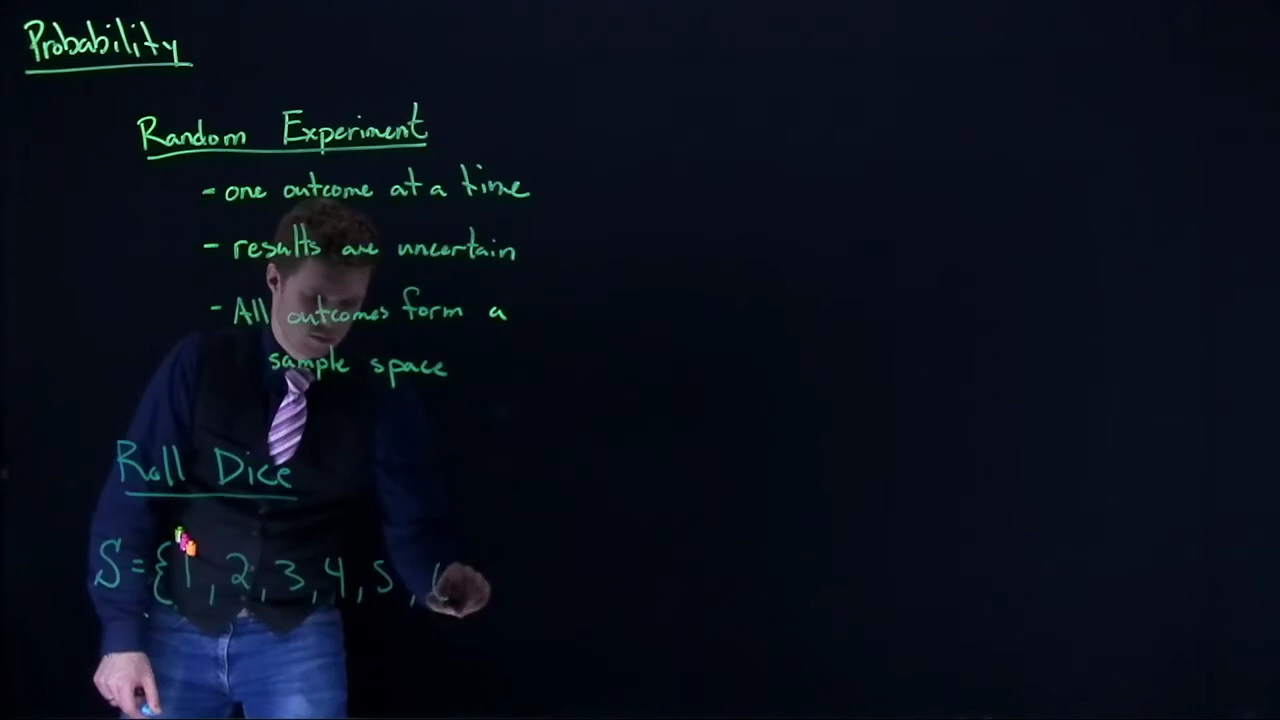 Probability
Random Experiment
- one outcome at a time
- results are uncertain
- All outcomes form a
sample space
Roll Dice
S={1, 2, 3, 4, 5,